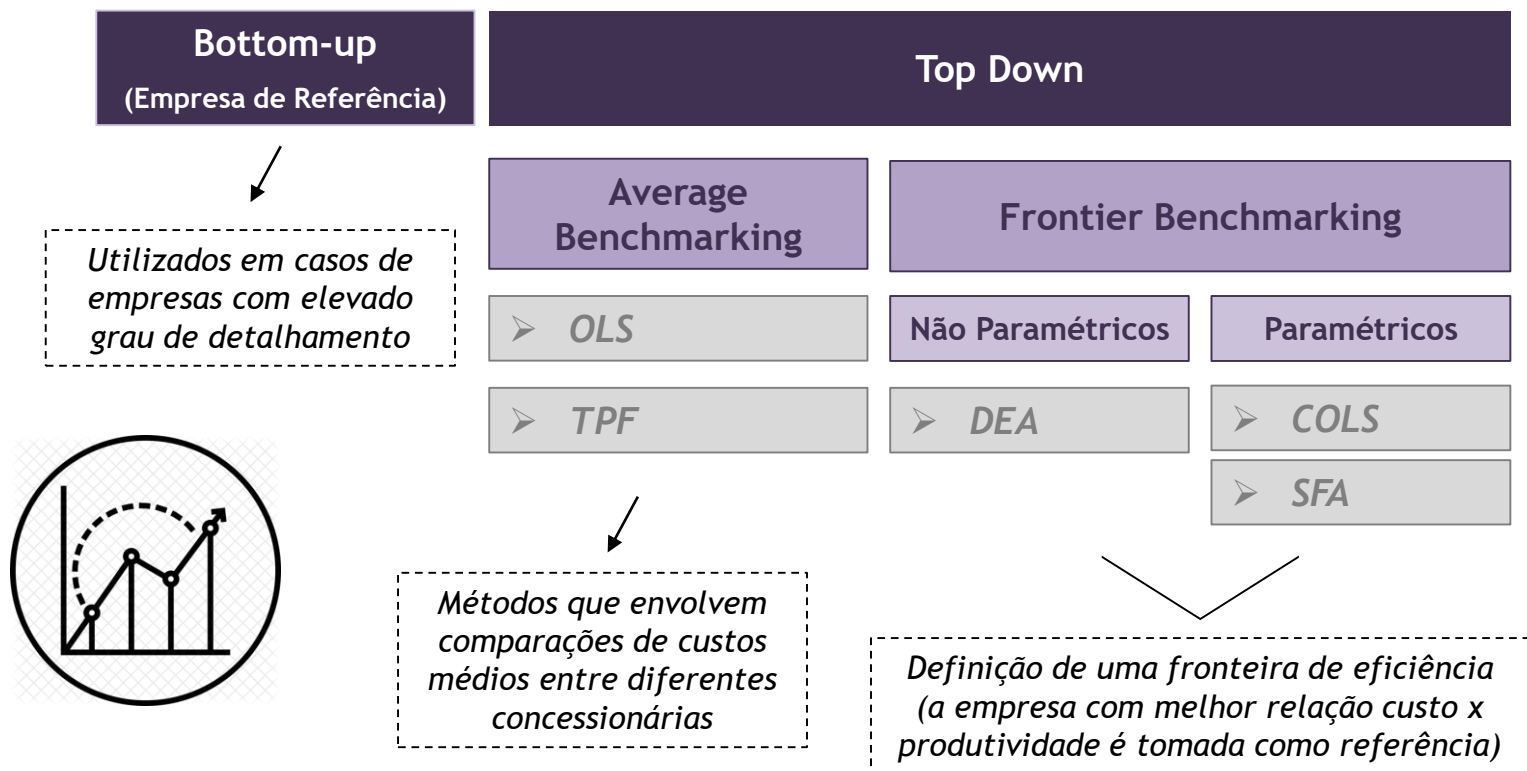 Bottom-up
(Empresa de Referência)
Top Down
Utilizados em casos de
empresas com elevado
grau de detalhamento
Average
Benchmarking
Frontier Benchmarking
➢ OLS
➢ TPF
Não Paramétricos
Paramétricos
➢ DEA
➢ COLS
➢ SFA
Métodos que envolvem
comparações de custos
médios entre diferentes
concessionárias
Definição de uma fronteira de eficiência
(a empresa com melhor relação custo x
produtividade é tomada como referência)